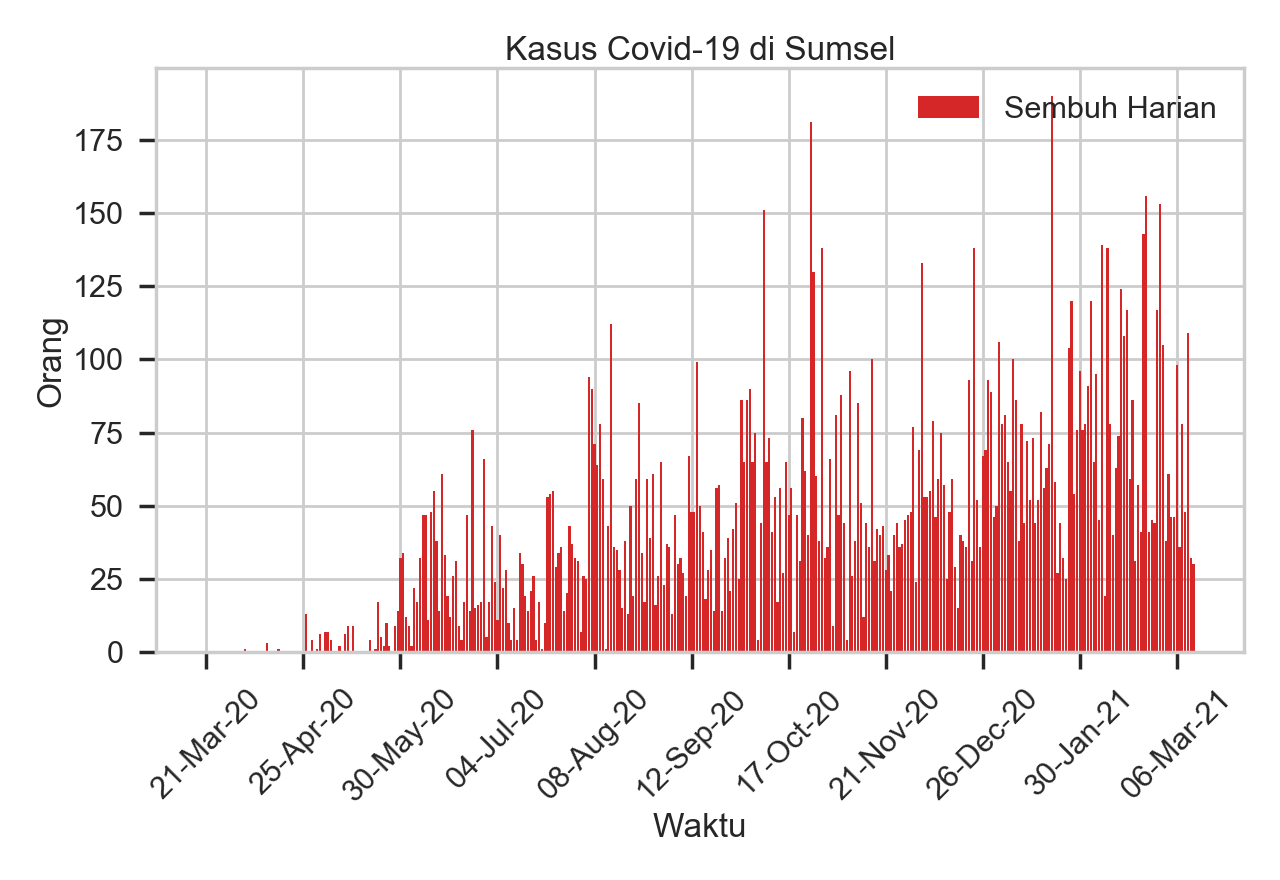 Kasus Covid-19 di Sumsel
Sembuh Harian
175
150
125
100
75
50
25
0
Orang
21-Mar-20
25-Apr-20
30-May-20
04-Jul-20
08-Aug-20
12-Sep-20
17-Oct-20
21-Nov-20
26-Dec-20
30-Jan-21
06-Mar-21
Waktu